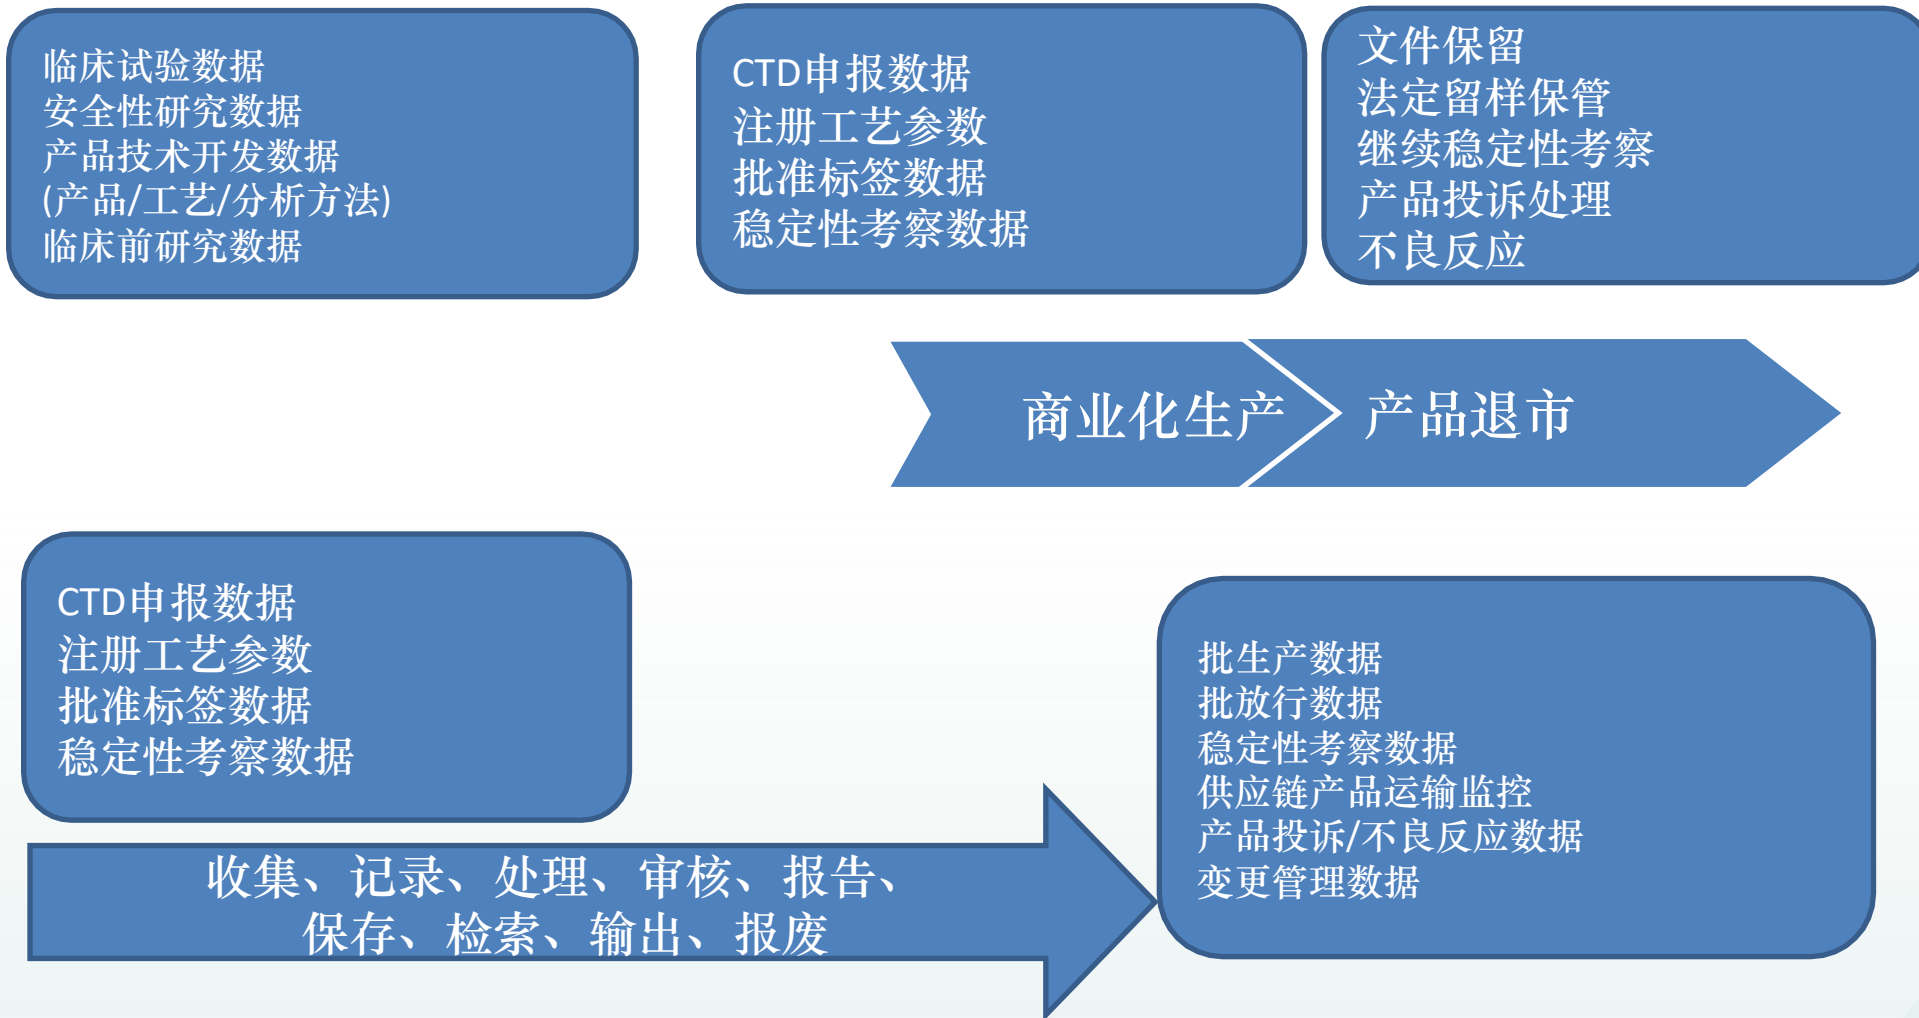 临床试验数据
安全性研究数据
产品技术开发数据
(产品/工艺/分析方法)
临床前研究数据
CTD申报数据
注册工艺参数
批准标签数据
稳定性考察数据
文件保留
法定留样保管
继续稳定性考察
产品投诉处理
不良反应
商业化生产
产品退市
CTD申报数据
注册工艺参数
批准标签数据
稳定性考察数据
收集、记录、处理、审核、报告、
保存、检索、输出、报废
批生产数据
批放行数据
稳定性考察数据
供应链产品运输监控
产品投诉/不良反应数据
变更管理数据